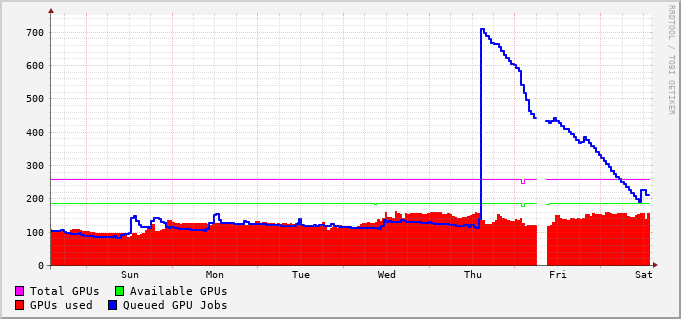 RRDTOOL / TOBI OETIKER
700
600
500
400
300
200
100
0
Sun Mon Tue Wed Thu Fri Sat
Total GPUs Available GPUs
GPUs used Queued GPU Jobs